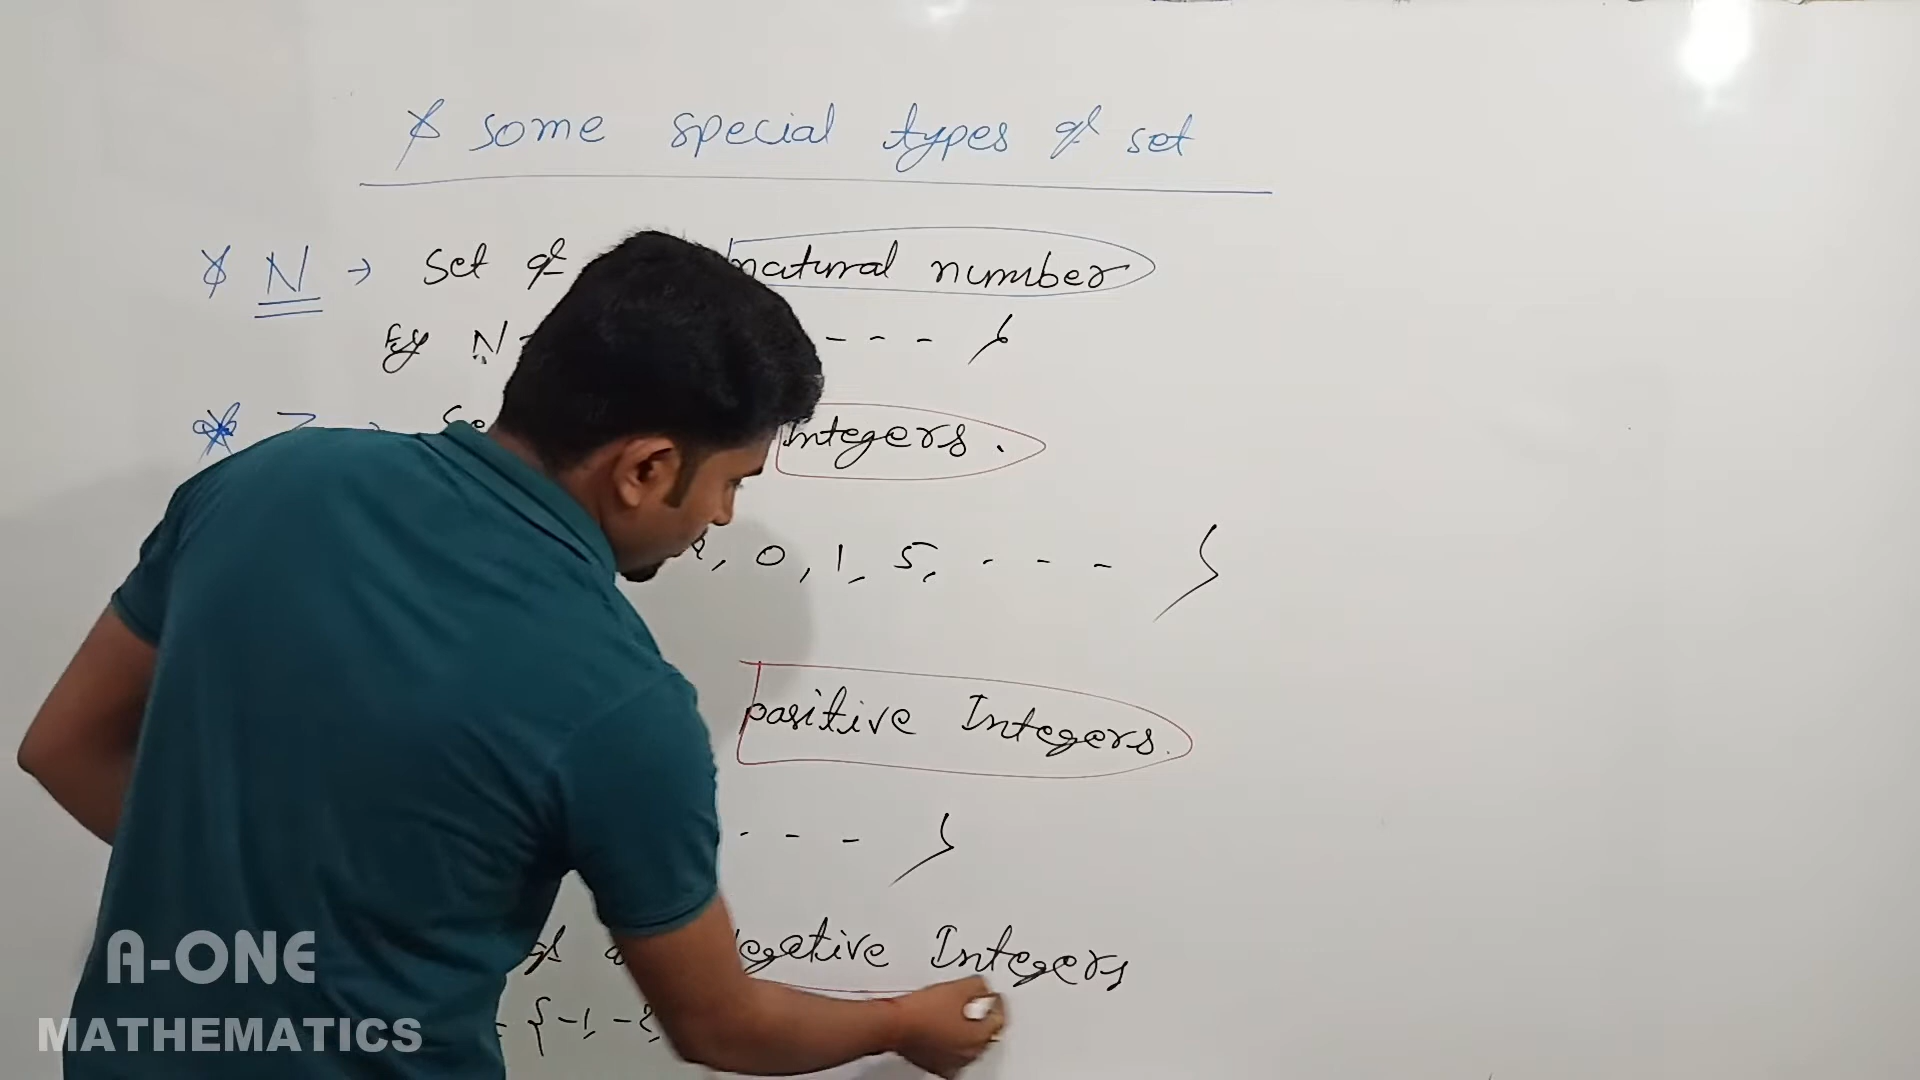 * some special types of set
* N → Set of natural number
Eg N - - - - }
* Z → Se Integers.
, 0, 1, 5, - - - }
positive Integers.
- - - }
of a egative Integers
= {-1, -2,
A-ONE
MATHEMATICS